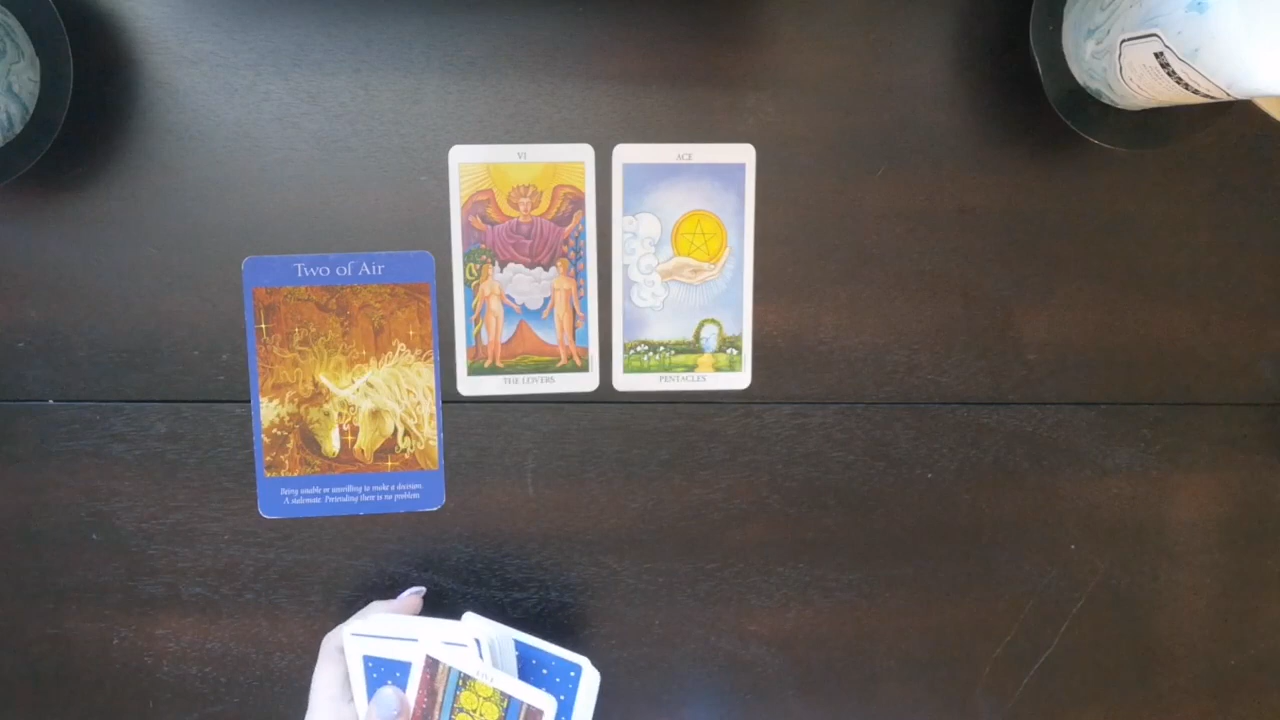 VI
THE LOVERS
ACE
PENTACLES
Two of Air
Being unable or unwilling to make a decision.
A stalemate. Pretending there is no problem